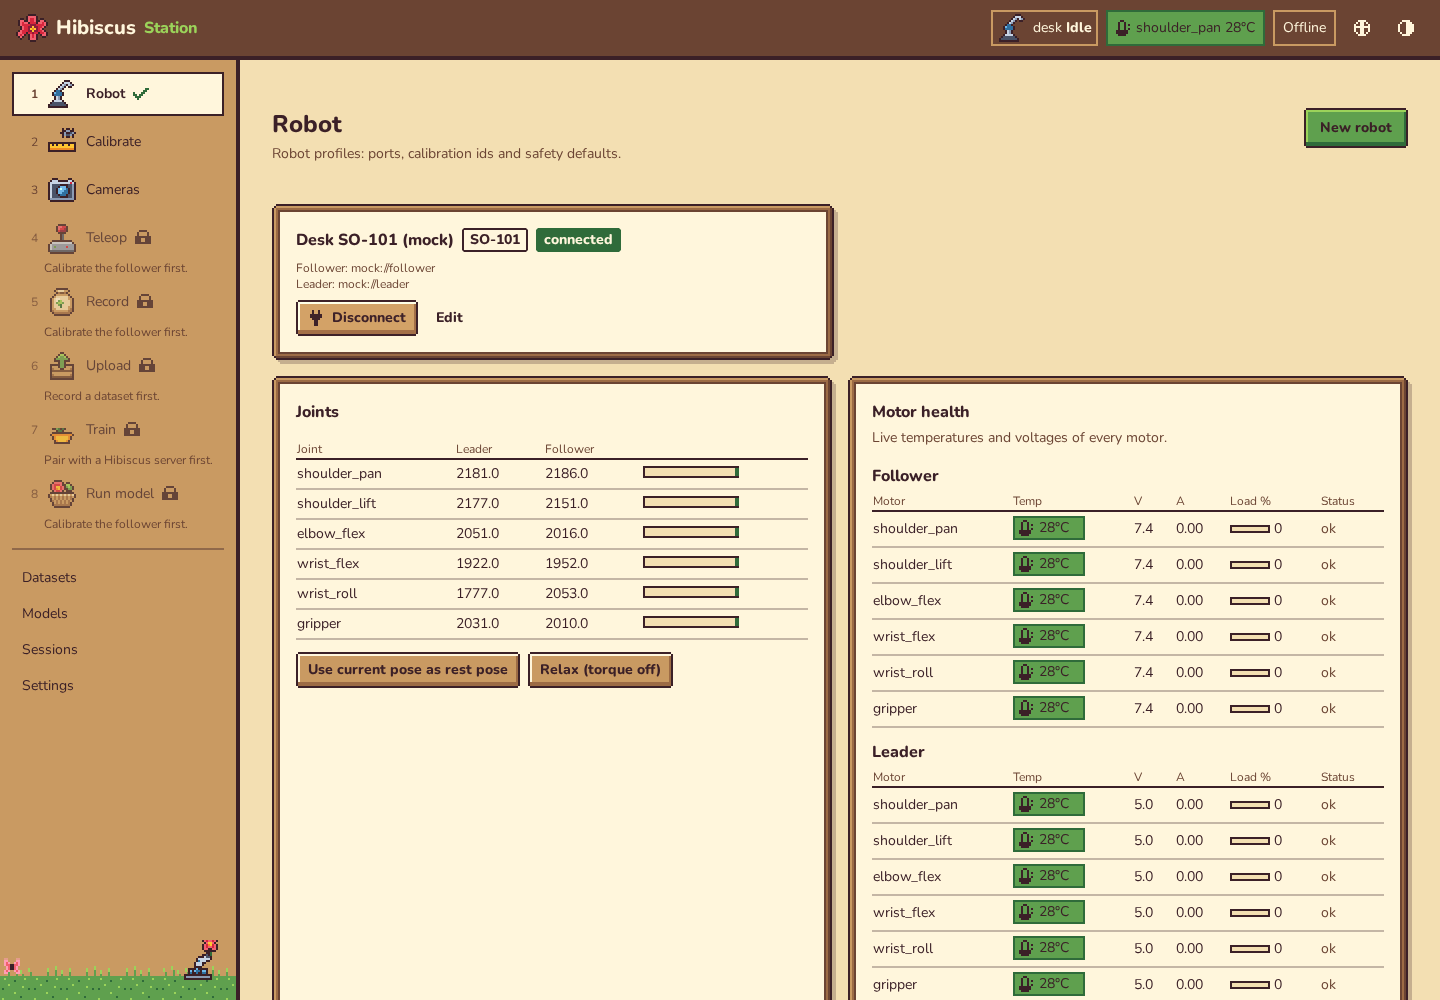 Hibiscus Station
desk Idle
shoulder_pan 28°C
Offline
1 Robot
2 Calibrate
3 Cameras
4 Teleop
Calibrate the follower first.
5 Record
Calibrate the follower first.
6 Upload
Record a dataset first.
7 Train
Pair with a Hibiscus server first.
8 Run model
Calibrate the follower first.
Datasets
Models
Sessions
Settings
Robot
Robot profiles: ports, calibration ids and safety defaults.
New robot
Desk SO-101 (mock) SO-101 connected
Follower: mock://follower
Leader: mock://leader
Disconnect Edit
Joints
Joint Leader Follower
shoulder_pan 2181.0 2186.0
shoulder_lift 2177.0 2151.0
elbow_flex 2051.0 2016.0
wrist_flex 1922.0 1952.0
wrist_roll 1777.0 2053.0
gripper 2031.0 2010.0
Use current pose as rest pose Relax (torque off)
Motor health
Live temperatures and voltages of every motor.
Follower
Motor Temp V A Load % Status
shoulder_pan 28°C 7.4 0.00 0 ok
shoulder_lift 28°C 7.4 0.00 0 ok
elbow_flex 28°C 7.4 0.00 0 ok
wrist_flex 28°C 7.4 0.00 0 ok
wrist_roll 28°C 7.4 0.00 0 ok
gripper 28°C 7.4 0.00 0 ok
Leader
Motor Temp V A Load % Status
shoulder_pan 28°C 5.0 0.00 0 ok
shoulder_lift 28°C 5.0 0.00 0 ok
elbow_flex 28°C 5.0 0.00 0 ok
wrist_flex 28°C 5.0 0.00 0 ok
wrist_roll 28°C 5.0 0.00 0 ok
gripper 28°C 5.0 0.00 0 ok